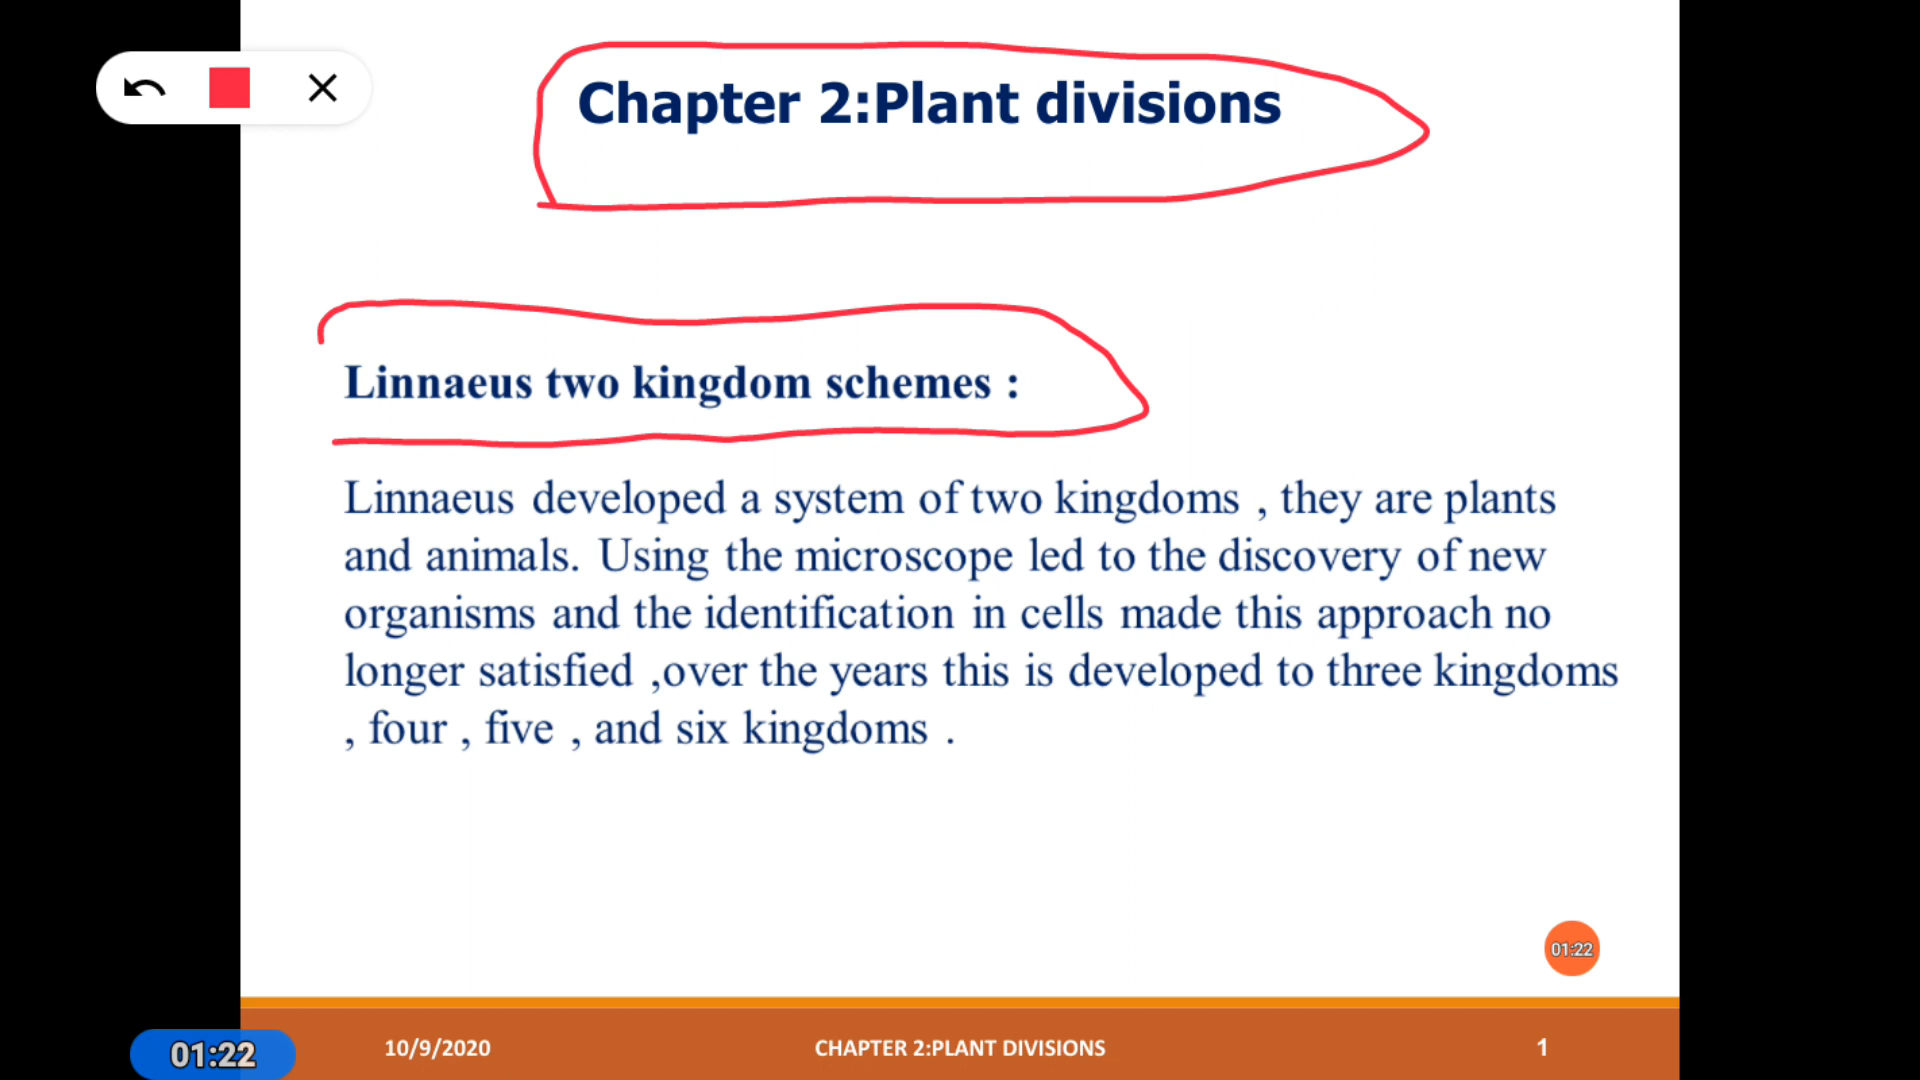 Chapter 2:Plant divisions
Linnaeus two kingdom schemes :
Linnaeus developed a system of two kingdoms , they are plants
and animals. Using the microscope led to the discovery of new
organisms and the identification in cells made this approach no
longer satisfied ,over the years this is developed to three kingdoms
, four , five , and six kingdoms .
01:22
01:22
10/9/2020
CHAPTER 2:PLANT DIVISIONS
1